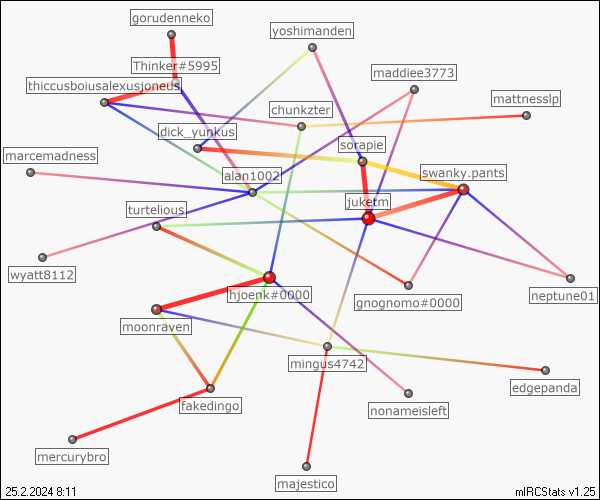 gorudenneko
yoshimanden
Thinker#5995
maddiee3773
thiccusboiusalexusjoneus
mattnesslp
chunkzter
dick_yunkus
sorapie
marcemadness
alan1002
swanky.pants
juketm
turtelious
wyatt8112
hjoenk#0000
neptune01
gnognomo#0000
moonraven
mingus4742
edgepanda
fakedingo
nonameisleft
mercurybro
majestico
25.2.2024 8:11
mIRCStats v1.25